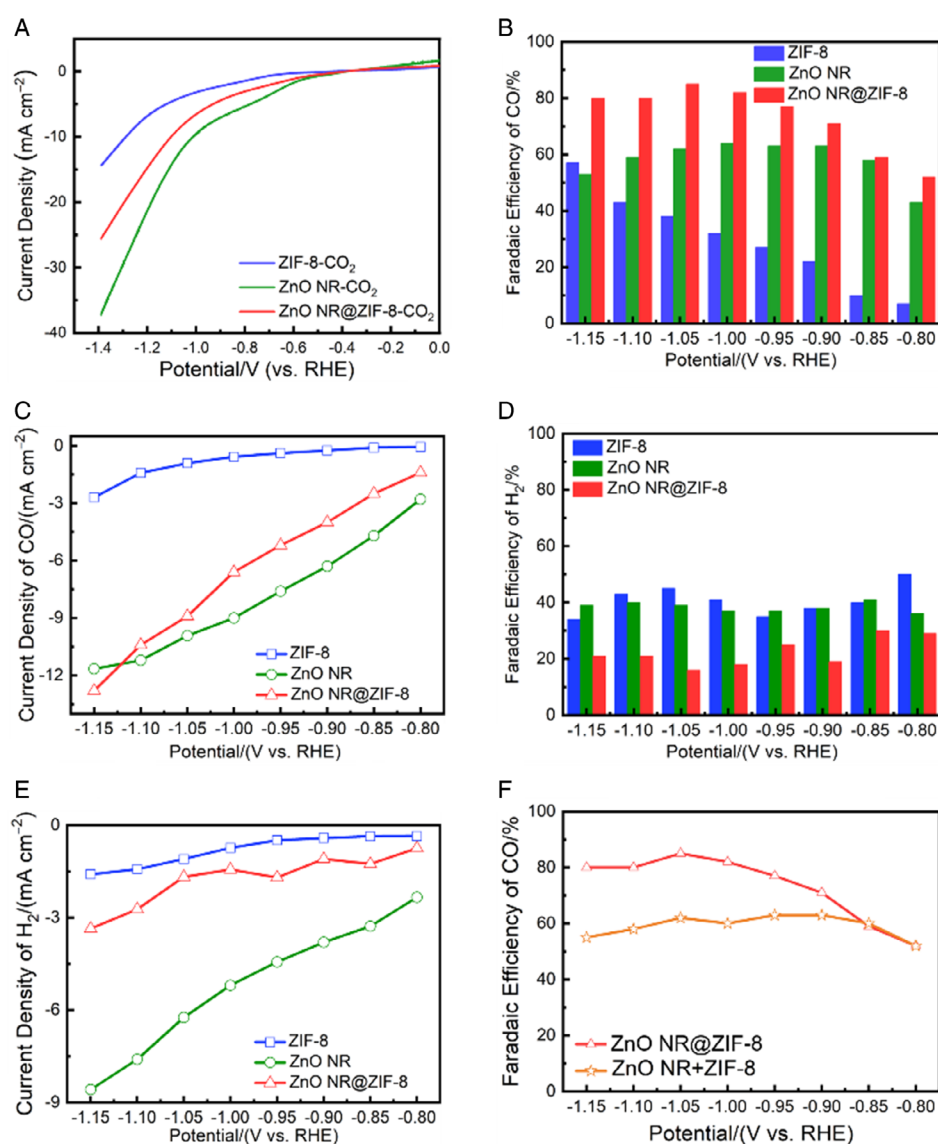 A
Current Density (mA cm⁻²)
0
-10
-20
-30
-40
ZIF-8-CO₂
ZnO NR-CO₂
ZnO NR@ZIF-8-CO₂
-1.4 -1.2 -1.0 -0.8 -0.6 -0.4 -0.2 0.0
Potential/V (vs. RHE)
B
Faradaic Efficiency of CO/%
100
80
60
40
20
0
ZIF-8
ZnO NR
ZnO NR@ZIF-8
-1.15 -1.10 -1.05 -1.00 -0.95 -0.90 -0.85 -0.80
Potential/(V vs. RHE)
C
Current Density of CO/(mA cm⁻²)
0
-3
-6
-9
-12
ZIF-8
ZnO NR
ZnO NR@ZIF-8
-1.15 -1.10 -1.05 -1.00 -0.95 -0.90 -0.85 -0.80
Potential/(V vs. RHE)
D
Faradaic Efficiency of H₂/%
100
80
60
40
20
0
ZIF-8
ZnO NR
ZnO NR@ZIF-8
-1.15 -1.10 -1.05 -1.00 -0.95 -0.90 -0.85 -0.80
Potential/(V vs. RHE)
E
Current Density of H₂/(mA cm⁻²)
0
-3
-6
-9
ZIF-8
ZnO NR
ZnO NR@ZIF-8
-1.15 -1.10 -1.05 -1.00 -0.95 -0.90 -0.85 -0.80
Potential/(V vs. RHE)
F
Faradaic Efficiency of CO/%
100
80
60
40
20
0
ZnO NR@ZIF-8
ZnO NR+ZIF-8
-1.15 -1.10 -1.05 -1.00 -0.95 -0.90 -0.85 -0.80
Potential/(V vs. RHE)